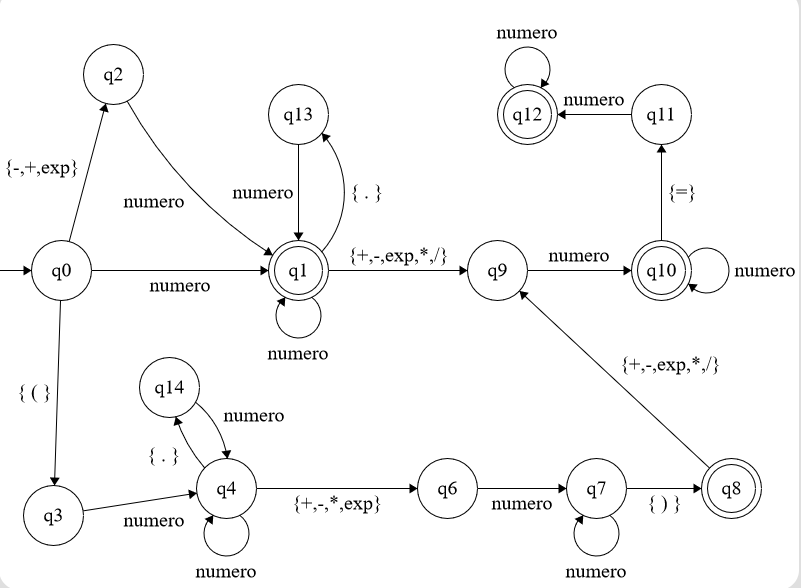 numero
q2
q13
q12
numero
q11
{-,+,exp}
numero
numero
{ . }
{=}
q0
numero
q1
{+,-,exp,*,/}
q9
numero
q10
numero
numero
{+,-,exp,*,/}
q14
{ ( }
numero
{ . }
q4
{+,-,*,exp}
q6
numero
q7
{ ) }
q8
q3
numero
numero
numero